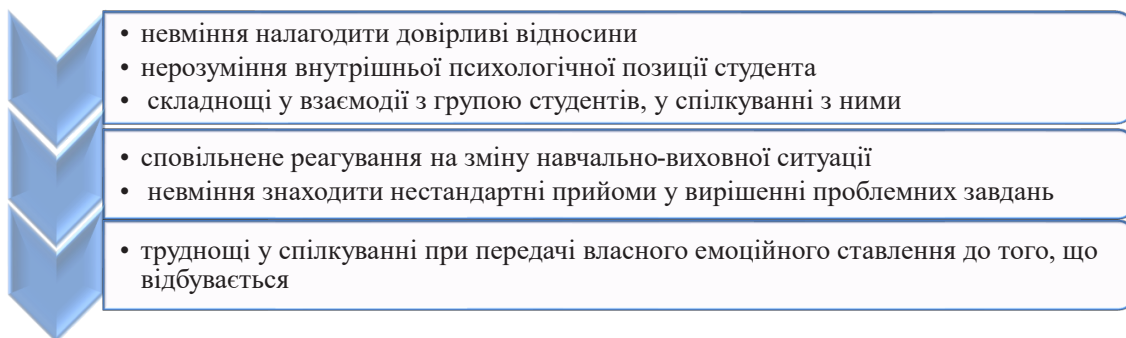 • невміння налагодити довірливі відносини
• нерозуміння внутрішньої психологічної позиції студента
• складнощі у взаємодії з групою студентів, у спілкуванні з ними
• сповільнене реагування на зміну навчально-виховної ситуації
• невміння знаходити нестандартні прийоми у вирішенні проблемних завдань
• труднощі у спілкуванні при передачі власного емоційного ставлення до того, що
відбувається